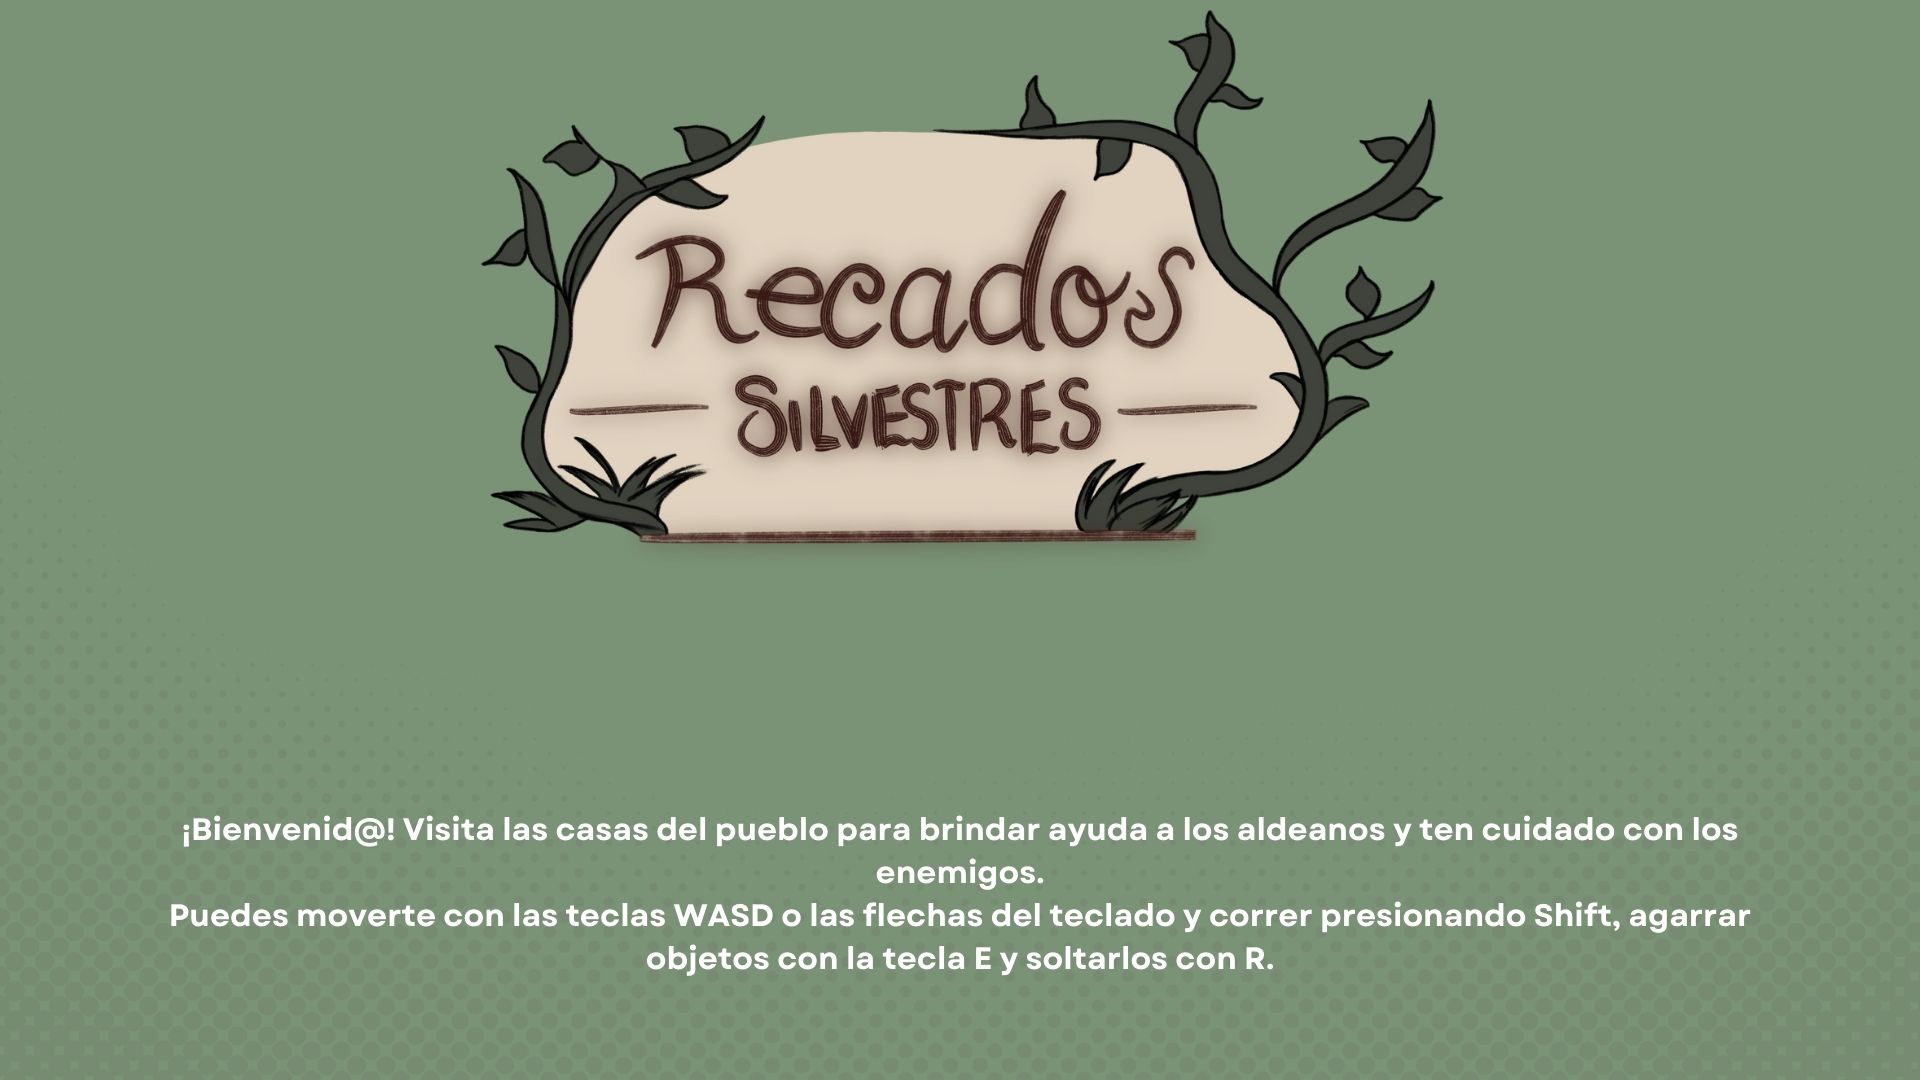 Recados
SILVESTRES
¡Bienvenid@! Visita las casas del pueblo para brindar ayuda a los aldeanos y ten cuidado con los
enemigos.
Puedes moverte con las teclas WASD o las flechas del teclado y correr presionando Shift, agarrar
objetos con la tecla E y soltarlos con R.